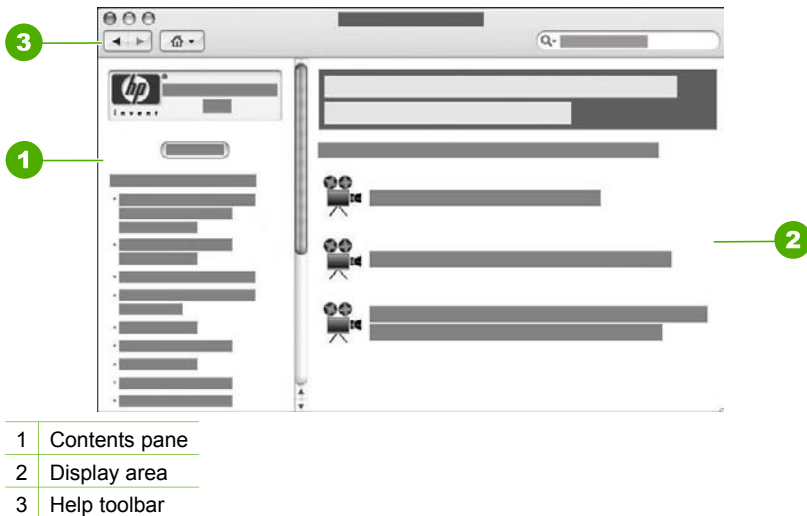 3
hp
invent
1
2
1 Contents pane
2 Display area
3 Help toolbar